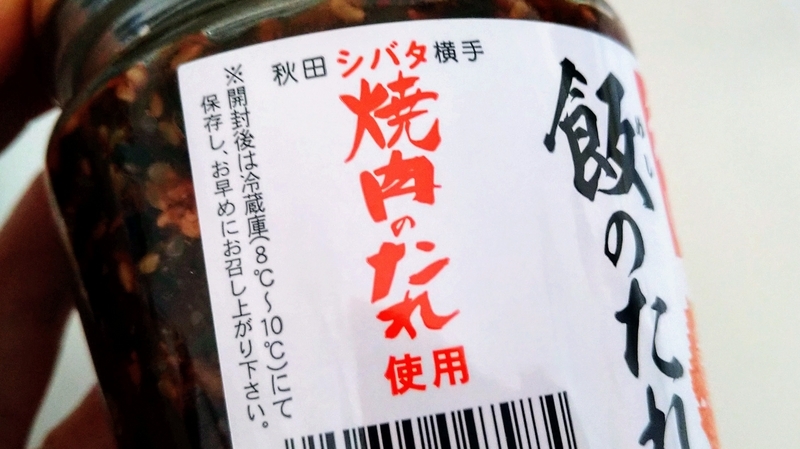 秋田 シバタ 横手
焼肉のたれ
使用
飯のたれ
めし
※開封後は冷蔵庫(8℃～10℃)にて
保存し、お早めにお召し上がり下さい。